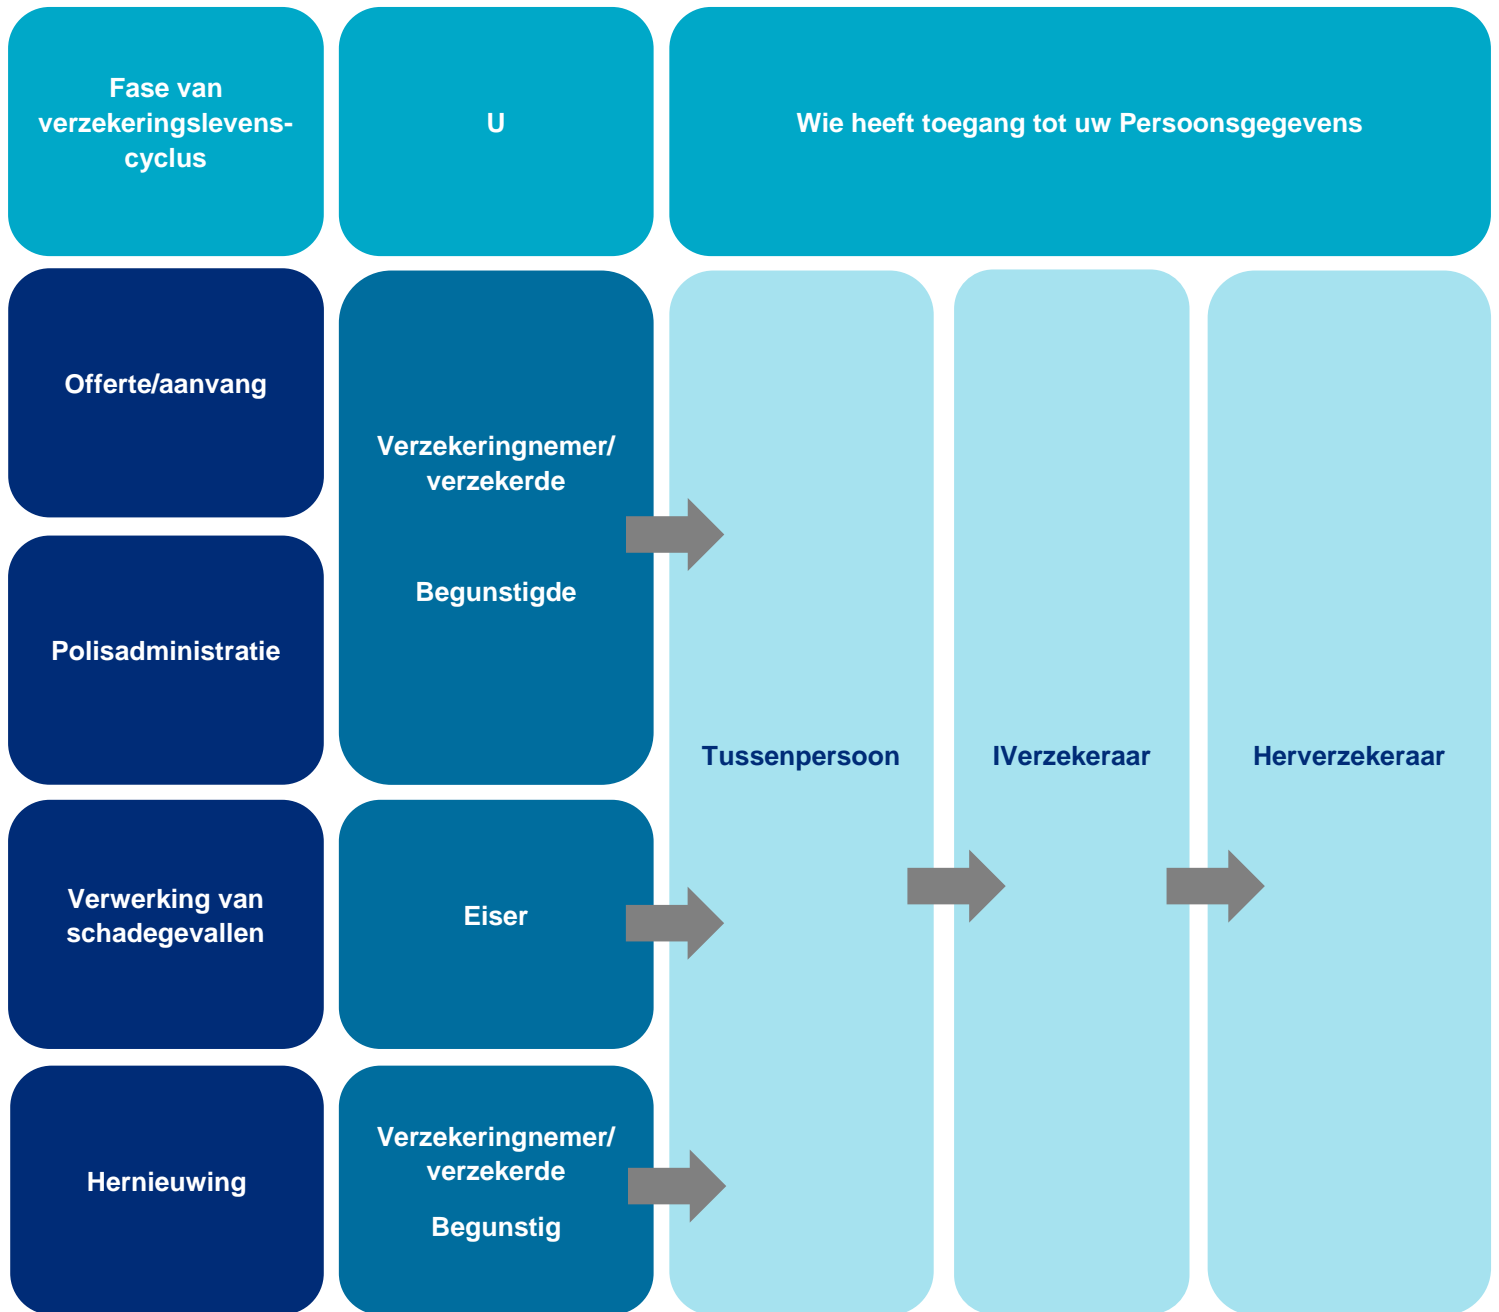 Fase van
verzekeringslevens-
cyclus
U
Wie heeft toegang tot uw Persoonsgegevens
Offerte/aanvang
Verzekeringnemer/
verzekerde
Begunstigde
Polisadministratie
Tussenpersoon
IVerzekeraar
Herverzekeraar
Verwerking van
schadegevallen
Eiser
Hernieuwing
Verzekeringnemer/
verzekerde
Begunstig